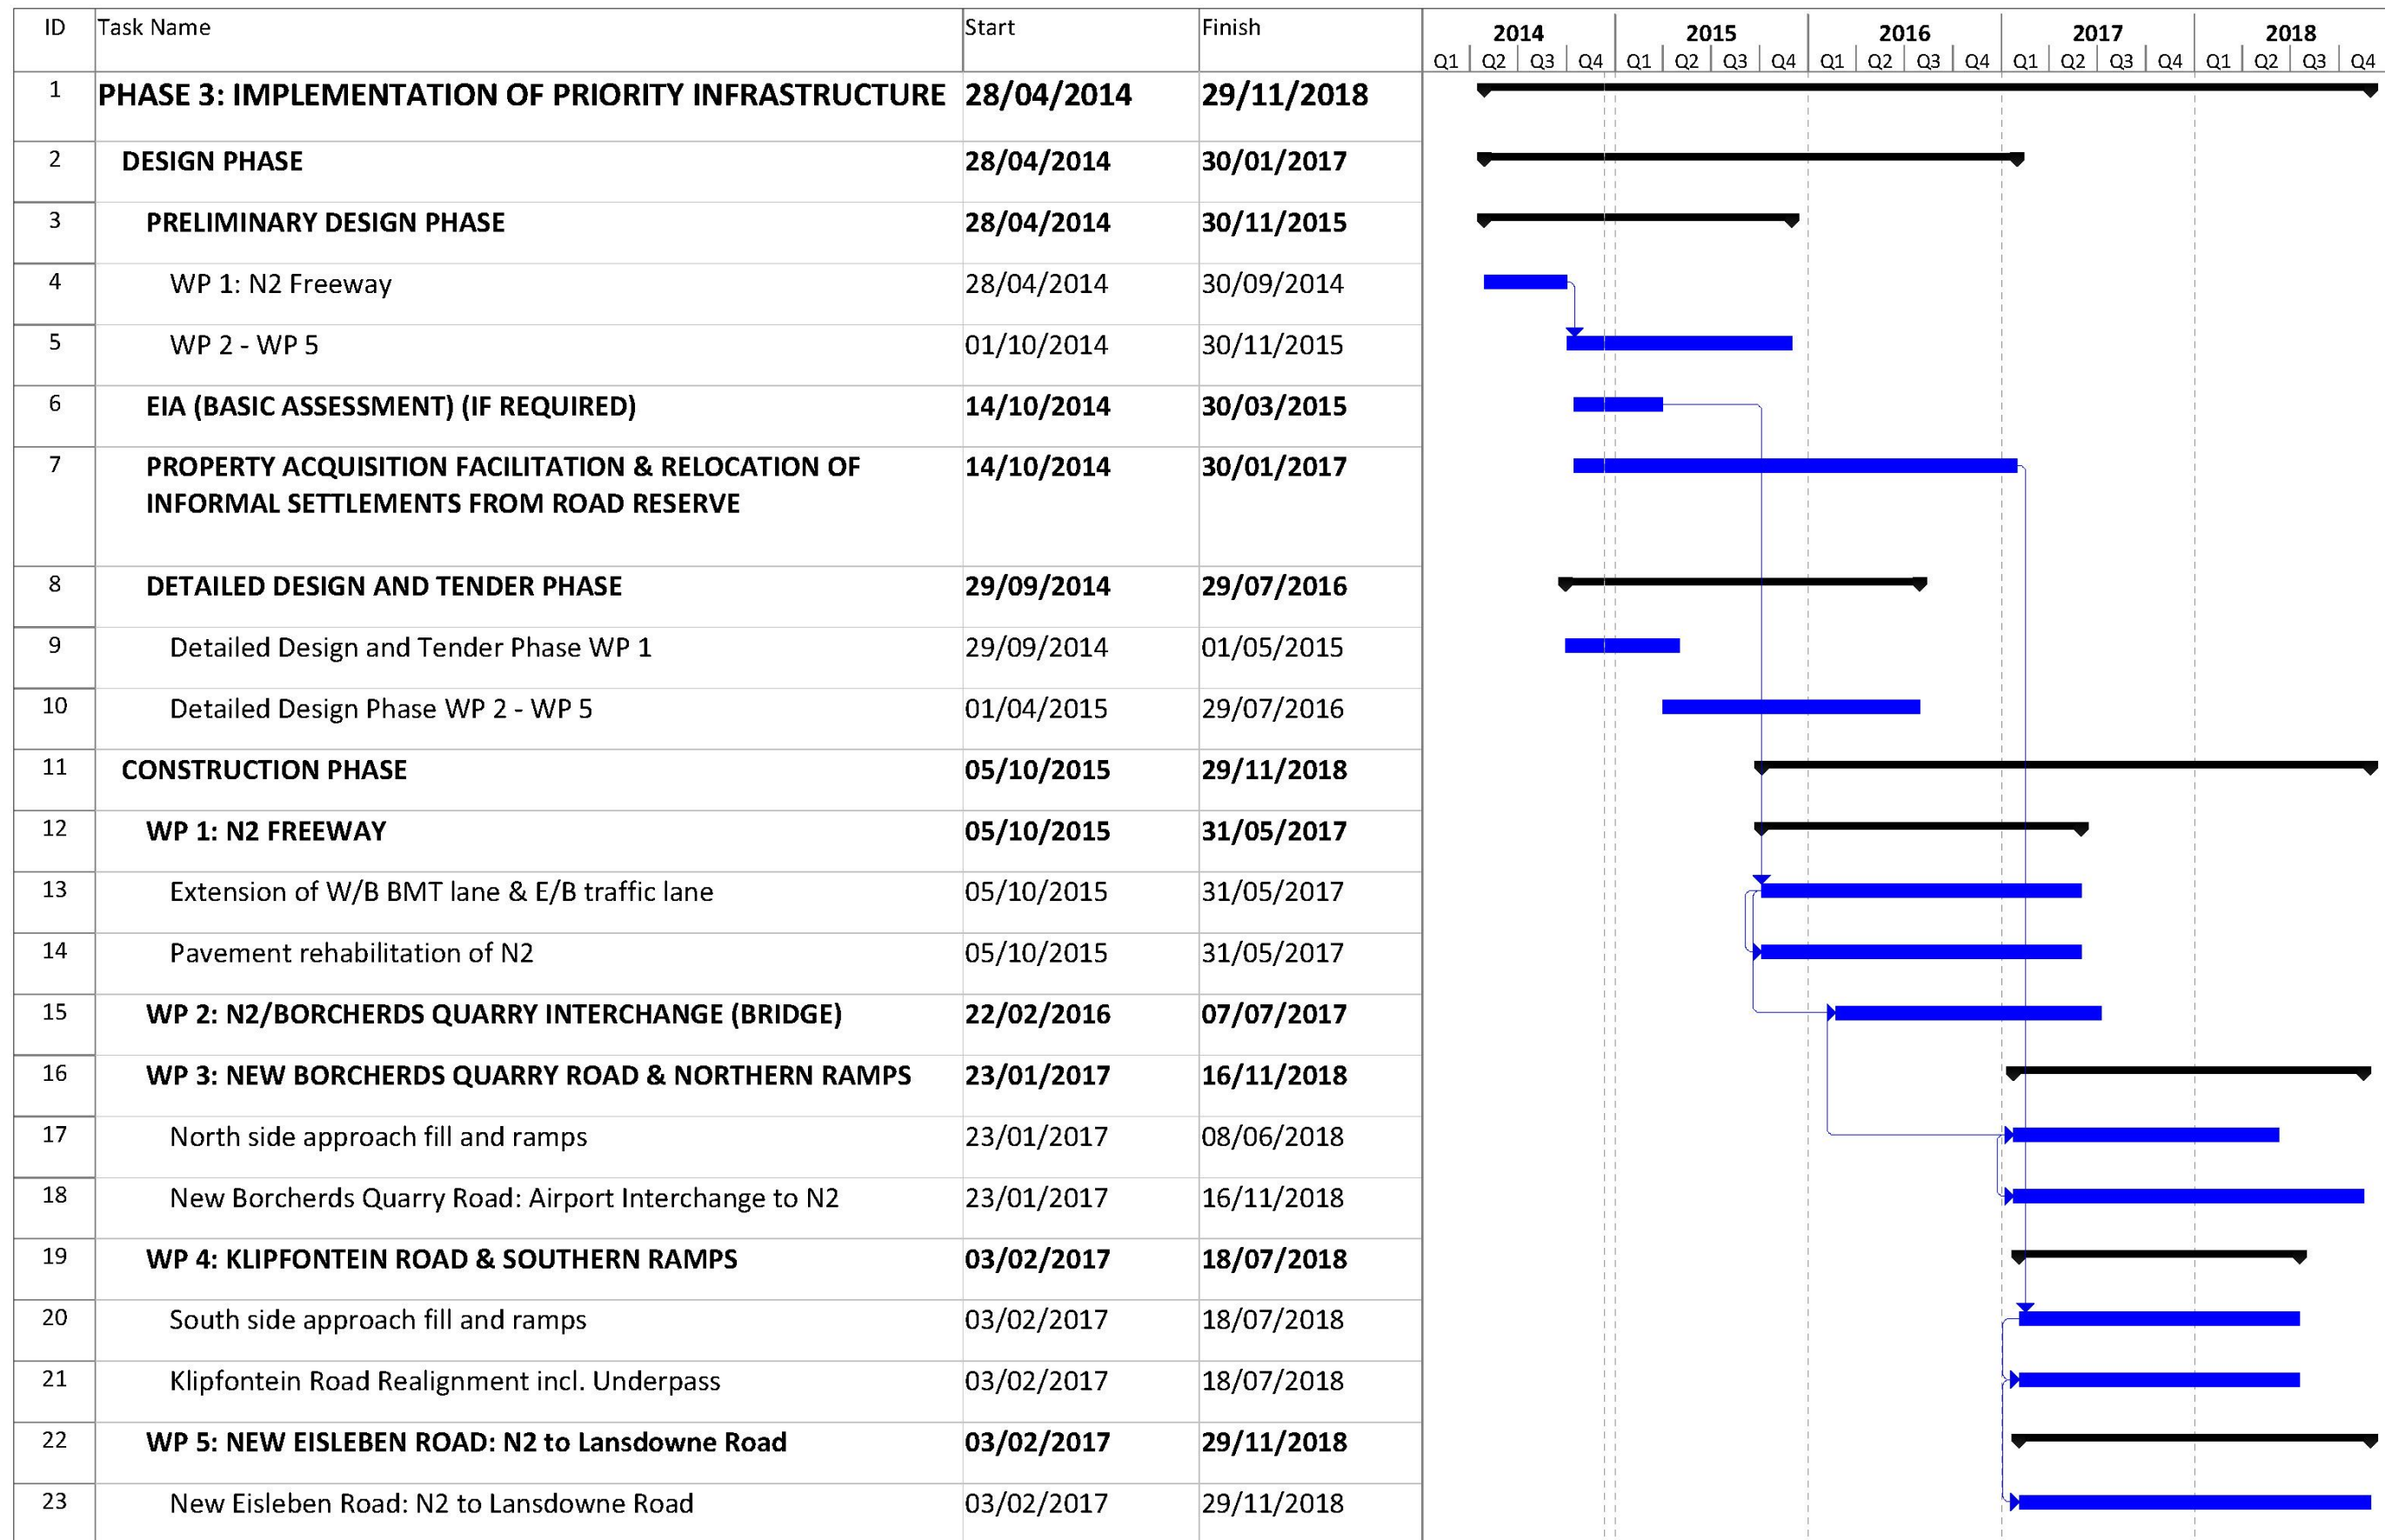 ID Task Name Start Finish 2014 2015 2016 2017 2018
Q1 Q2 Q3 Q4 Q1 Q2 Q3 Q4 Q1 Q2 Q3 Q4 Q1 Q2 Q3 Q4 Q1 Q2 Q3 Q4
1 PHASE 3: IMPLEMENTATION OF PRIORITY INFRASTRUCTURE 28/04/2014 29/11/2018
2 DESIGN PHASE 28/04/2014 30/01/2017
3 PRELIMINARY DESIGN PHASE 28/04/2014 30/11/2015
4 WP 1: N2 Freeway 28/04/2014 30/09/2014
5 WP 2 - WP 5 01/10/2014 30/11/2015
6 EIA (BASIC ASSESSMENT) (IF REQUIRED) 14/10/2014 30/03/2015
7 PROPERTY ACQUISITION FACILITATION & RELOCATION OF 14/10/2014 30/01/2017
INFORMAL SETTLEMENTS FROM ROAD RESERVE
8 DETAILED DESIGN AND TENDER PHASE 29/09/2014 29/07/2016
9 Detailed Design and Tender Phase WP 1 29/09/2014 01/05/2015
10 Detailed Design Phase WP 2 - WP 5 01/04/2015 29/07/2016
11 CONSTRUCTION PHASE 05/10/2015 29/11/2018
12 WP 1: N2 FREEWAY 05/10/2015 31/05/2017
13 Extension of W/B BMT lane & E/B traffic lane 05/10/2015 31/05/2017
14 Pavement rehabilitation of N2 05/10/2015 31/05/2017
15 WP 2: N2/BORCHERDS QUARRY INTERCHANGE (BRIDGE) 22/02/2016 07/07/2017
16 WP 3: NEW BORCHERDS QUARRY ROAD & NORTHERN RAMPS 23/01/2017 16/11/2018
17 North side approach fill and ramps 23/01/2017 08/06/2018
18 New Borcherds Quarry Road: Airport Interchange to N2 23/01/2017 16/11/2018
19 WP 4: KLIPFONTEIN ROAD & SOUTHERN RAMPS 03/02/2017 18/07/2018
20 South side approach fill and ramps 03/02/2017 18/07/2018
21 Klipfontein Road Realignment incl. Underpass 03/02/2017 18/07/2018
22 WP 5: NEW EISLEBEN ROAD: N2 to Lansdowne Road 03/02/2017 29/11/2018
23 New Eisleben Road: N2 to Lansdowne Road 03/02/2017 29/11/2018